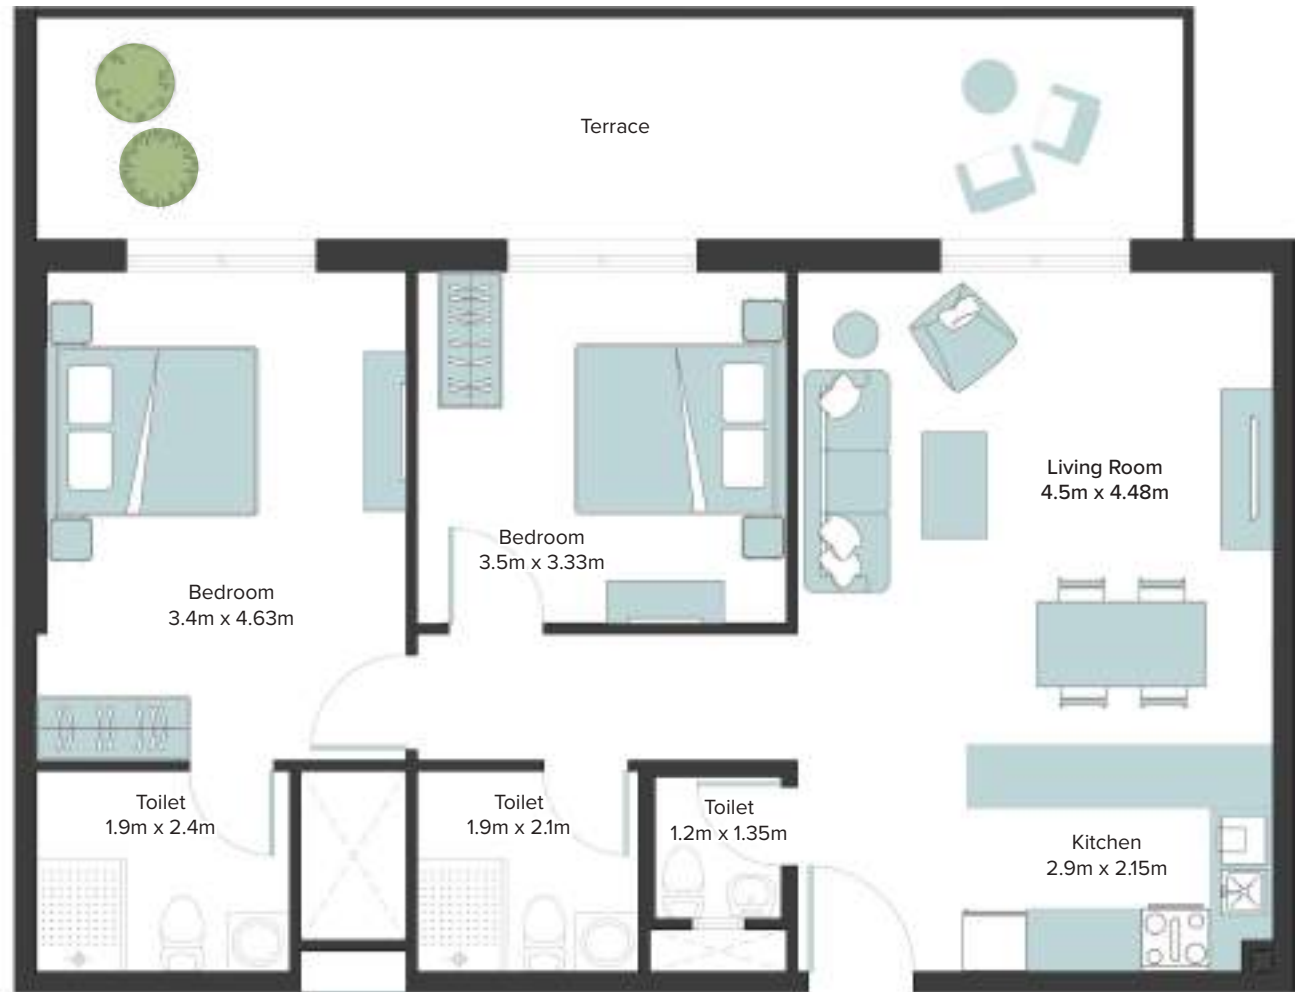 Terrace
Living Room
4.5m x 4.48m
Bedroom
3.5m x 3.33m
Bedroom
3.4m x 4.63m
Toilet
1.9m x 2.4m
Toilet
1.9m x 2.1m
Toilet
1.2m x 1.35m
Kitchen
2.9m x 2.15m